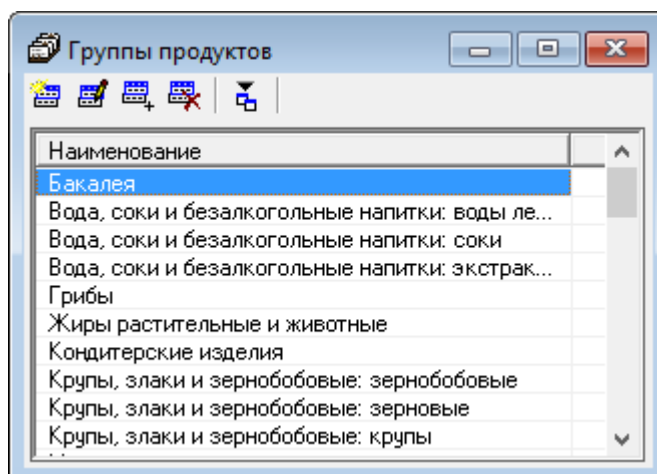 Группы продуктов
Наименование
Бакалея
Вода, соки и безалкогольные напитки: воды ле...
Вода, соки и безалкогольные напитки: соки
Вода, соки и безалкогольные напитки: экстрак...
Грибы
Жиры растительные и животные
Кондитерские изделия
Крупы, злаки и зернобобовые: зернобобовые
Крупы, злаки и зернобобовые: зерновые
Крупы, злаки и зернобобовые: крупы